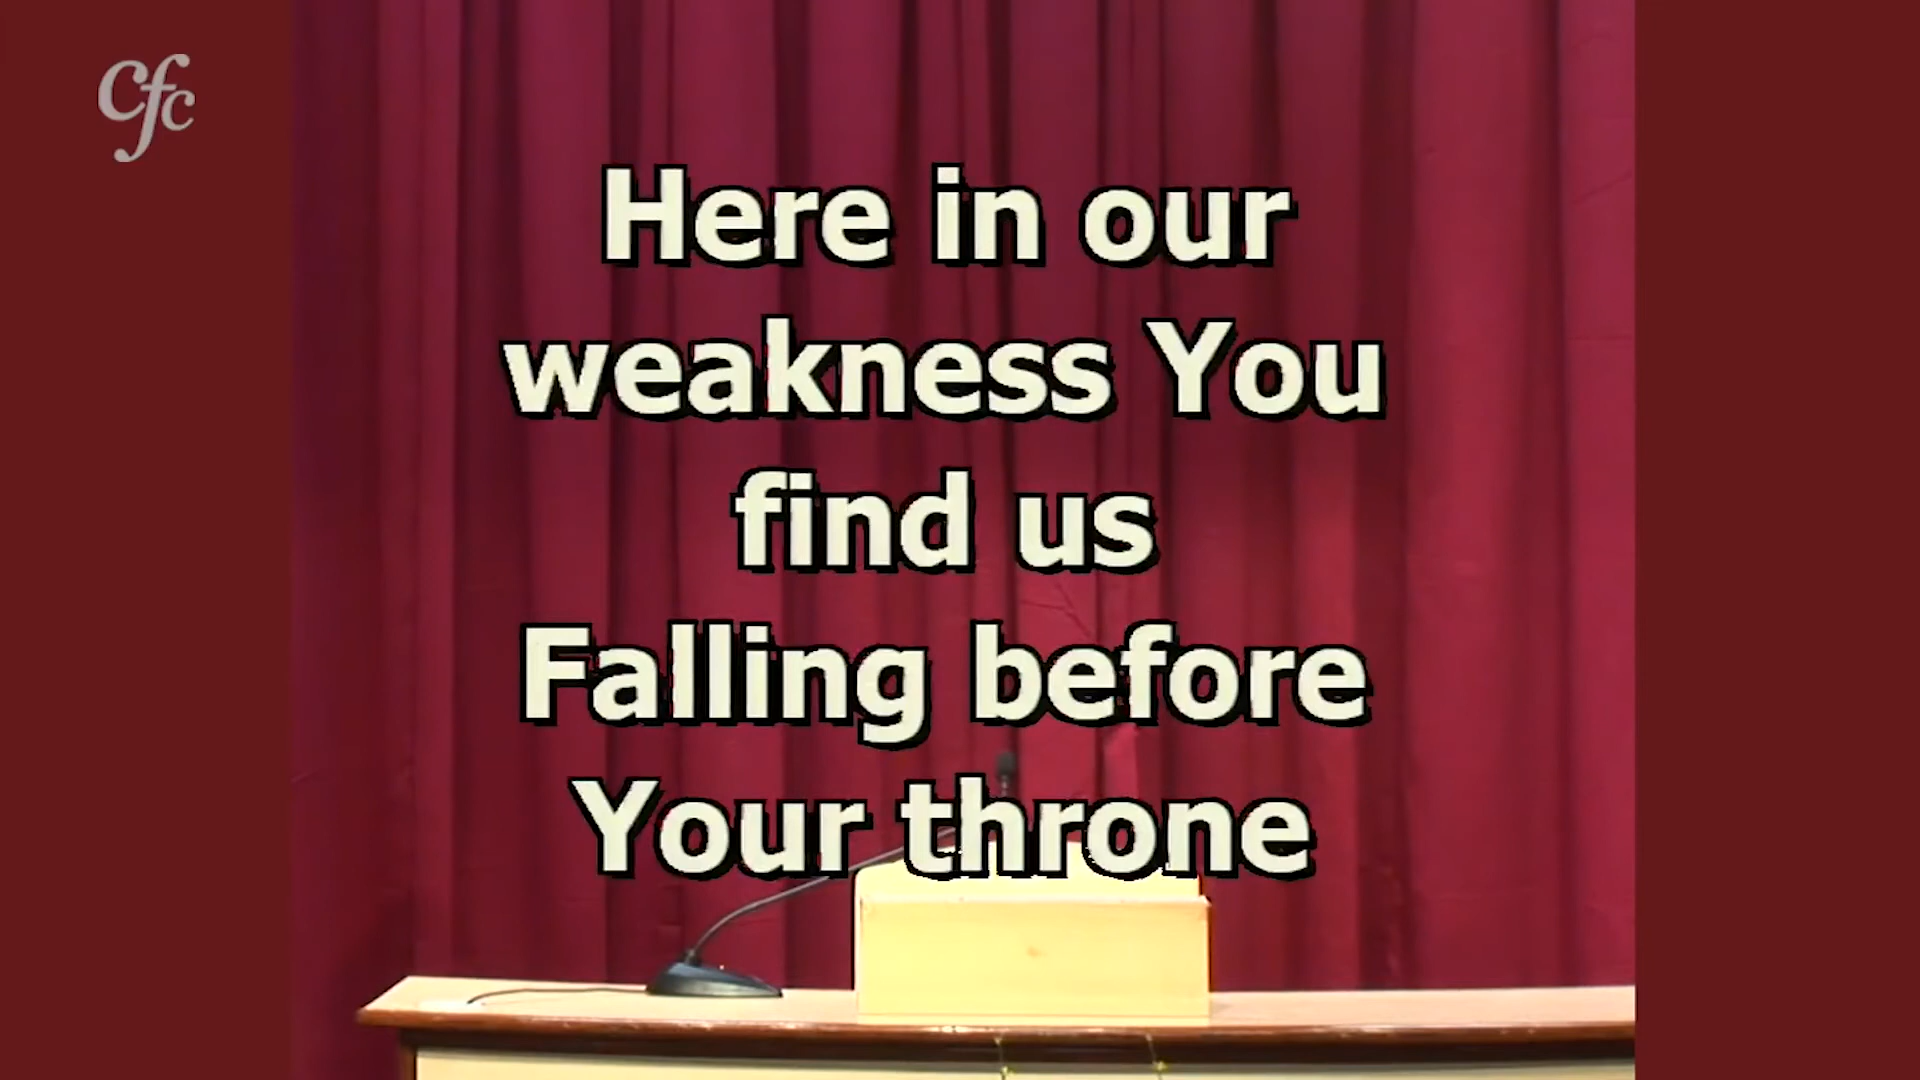 cfc
Here in our
weakness You
find us
Falling before
Your throne